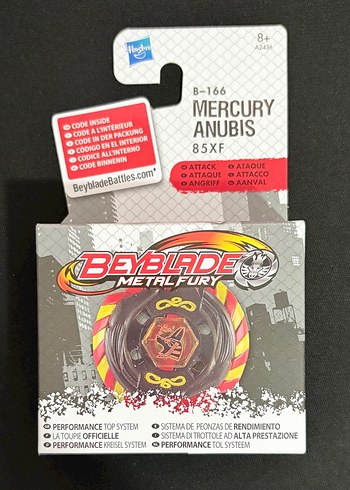 Hasbro
8+
A2438
B-166
MERCURY
ANUBIS
85XF
CODE INSIDE
CODE A L'INTÉRIEUR
CODE IN DER PACKUNG
CÓDIGO EN EL INTERIOR
CODICE ALL'INTERNO
CODE BINNENIN
BeybladeBattles.com*
ATTACK
ATTAQUE
ANGRIFF
ATAQUE
ATTACCO
AANVAL
BEYBLADE
METAL FURY
PERFORMANCE TOP SYSTEM
LA TOUPIE OFFICIELLE
PERFORMANCE KREISEL SYSTEM
SISTEMA DE PEONZAS DE RENDIMIENTO
SISTEMA DI TROTTOLE AD ALTA PRESTAZIONE
PERFORMANCE TOL SYSTEEM